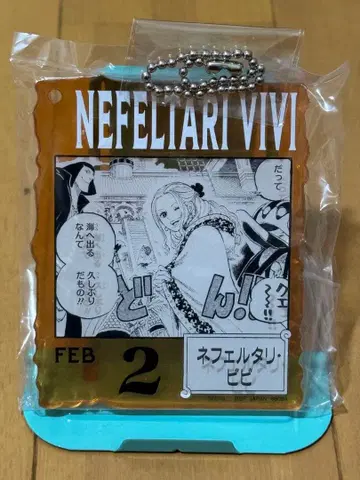 NEFELTARI VIVI
だって
海へ出る
なんて
久しぶり
だもの!!
クエ
〜〜!!
どん!
FEB
2
ネフェルタリ・
ビビ